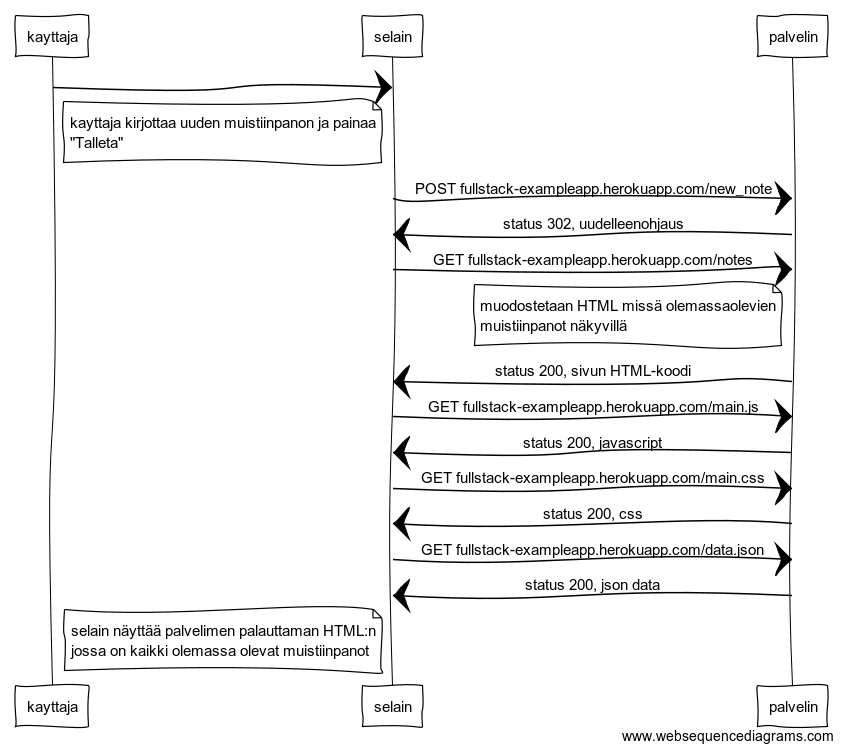 kayttaja
selain
palvelin
kayttaja kirjottaa uuden muistiinpanon ja painaa
"Talleta"
POST fullstack-exampleapp.herokuapp.com/new_note
status 302, uudelleenohjaus
GET fullstack-exampleapp.herokuapp.com/notes
muodostetaan HTML missä olemassaolevien
muistiinpanot näkyvillä
status 200, sivun HTML-koodi
GET fullstack-exampleapp.herokuapp.com/main.js
status 200, javascript
GET fullstack-exampleapp.herokuapp.com/main.css
status 200, css
GET fullstack-exampleapp.herokuapp.com/data.json
status 200, json data
selain näyttää palvelimen palauttaman HTML:n
jossa on kaikki olemassa olevat muistiinpanot
kayttaja
selain
palvelin
www.websequencediagrams.com